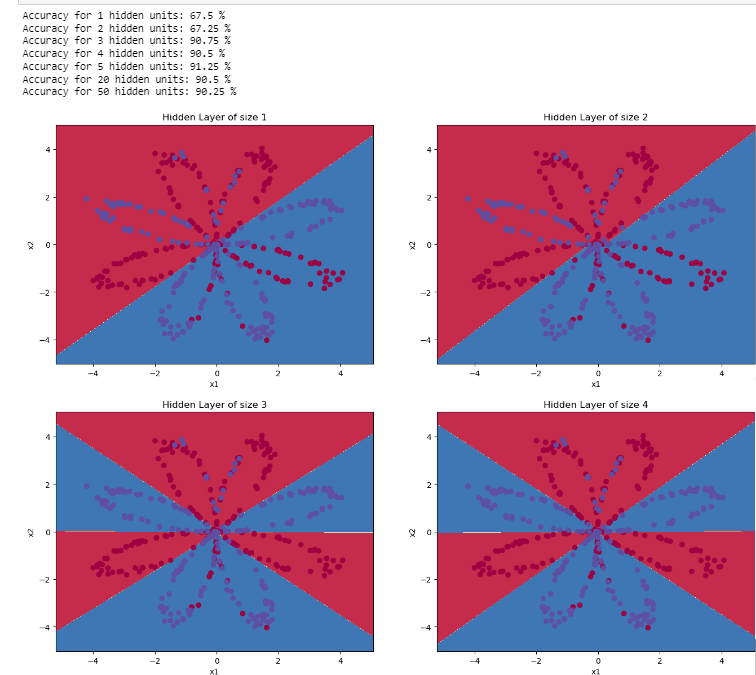 Accuracy for 1 hidden units: 67.5 %
Accuracy for 2 hidden units: 67.25 %
Accuracy for 3 hidden units: 90.75 %
Accuracy for 4 hidden units: 90.5 %
Accuracy for 5 hidden units: 91.25 %
Accuracy for 20 hidden units: 90.5 %
Accuracy for 50 hidden units: 90.25 %
Hidden Layer of size 1
4
2
0
−2
−4
x2
−4 −2 0 2 4
x1
Hidden Layer of size 2
4
2
0
−2
−4
x2
−4 −2 0 2 4
x1
Hidden Layer of size 3
4
2
0
−2
−4
x2
−4 −2 0 2 4
x1
Hidden Layer of size 4
4
2
0
−2
−4
x2
−4 −2 0 2 4
x1